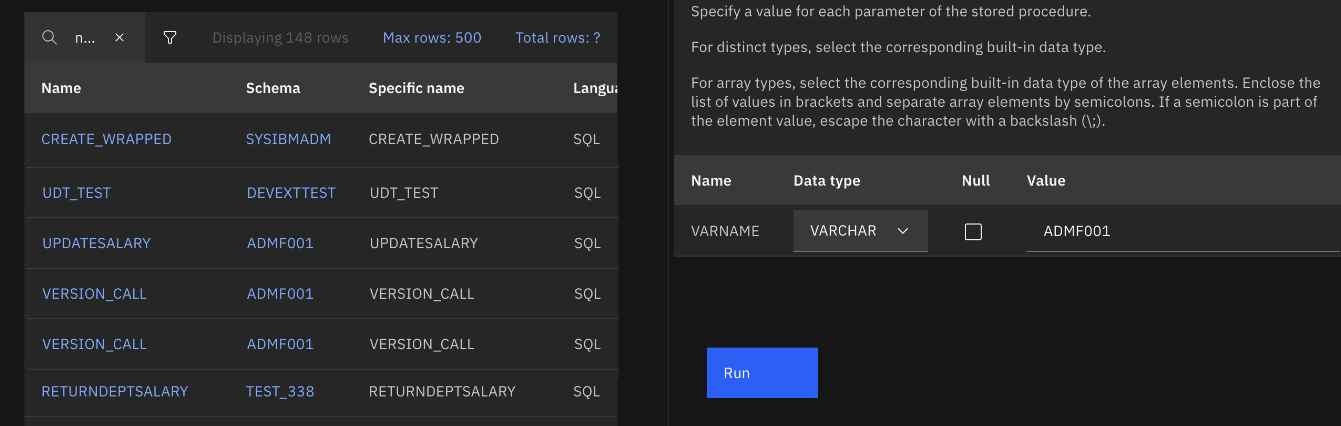 n...
Displaying 148 rows
Max rows: 500
Total rows: ?
Name Schema Specific name Langua
CREATE_WRAPPED SYSIBMADM CREATE_WRAPPED SQL
UDT_TEST DEVEXTTEST UDT_TEST SQL
UPDATESALARY ADMF001 UPDATESALARY SQL
VERSION_CALL ADMF001 VERSION_CALL SQL
VERSION_CALL ADMF001 VERSION_CALL SQL
RETURNDEPTSALARY TEST_338 RETURNDEPTSALARY SQL
Specify a value for each parameter of the stored procedure.
For distinct types, select the corresponding built-in data type.
For array types, select the corresponding built-in data type of the array elements. Enclose the
list of values in brackets and separate array elements by semicolons. If a semicolon is part of
the element value, escape the character with a backslash (\;).
Name Data type Null Value
VARNAME VARCHAR ADMF001
Run